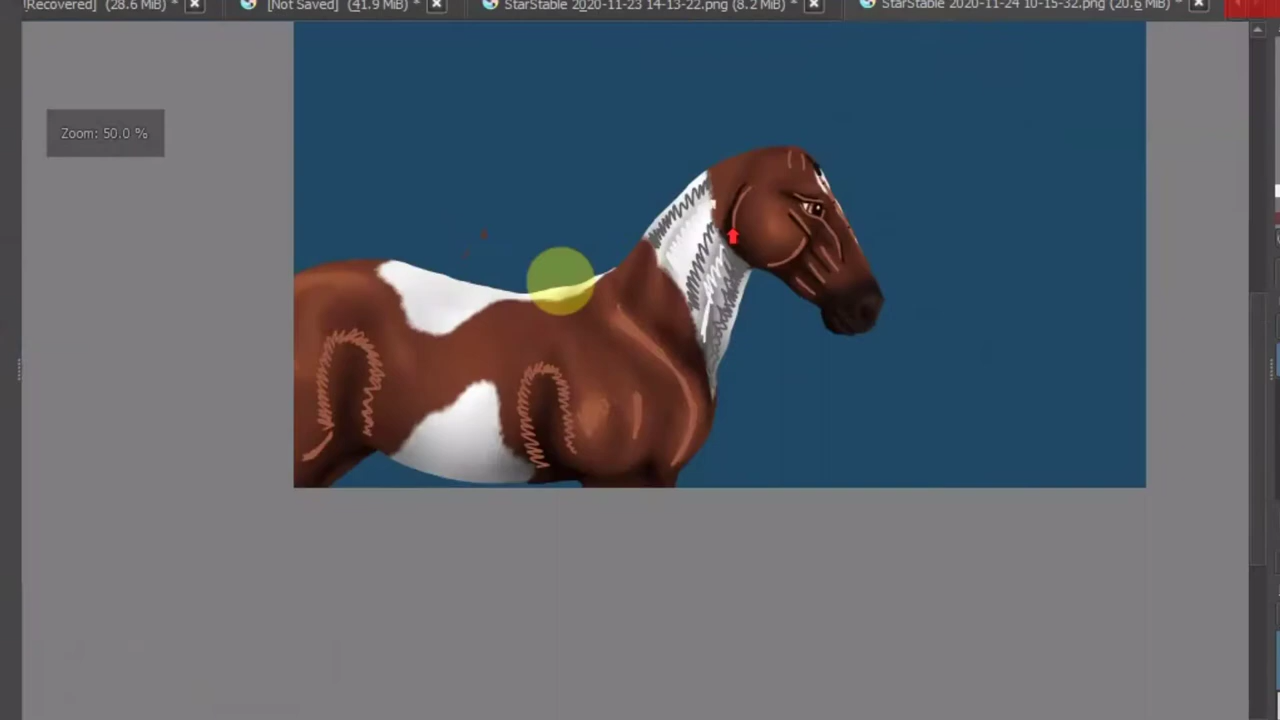 !Recovered] (28.6 MiB) *
[Not Saved] (41.9 MiB) *
StarStable 2020-11-23 14-13-22.png (8.2 MiB) *
StarStable 2020-11-24 10-15-32.png (20.6 MiB) *
Zoom: 50.0 %